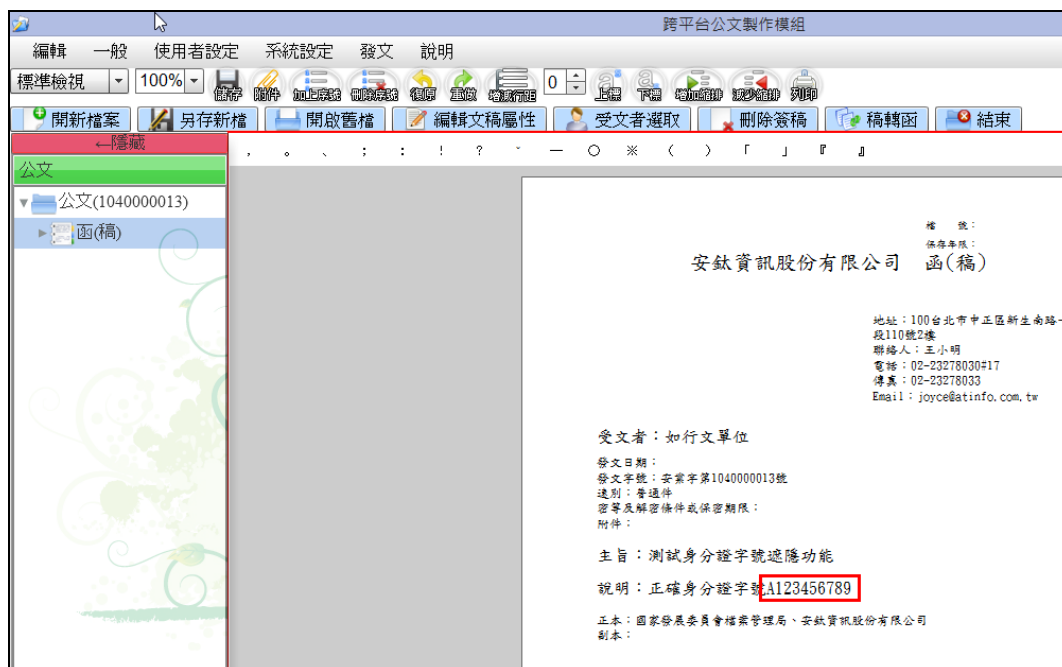 跨平台公文製作模組
編輯 一般 使用者設定 系統設定 發文 說明
標準檢視 100% 儲存 附件 加上序號 刪除序號 復原 重做 增減行距 0 上標 下標 增加縮排 減少縮排 列印
開新檔案 另存新檔 開啟舊檔 編輯文稿屬性 受文者選取 刪除簽稿 稿轉函 結束
←隱藏
, 。 、 ； ： ！ ？ ˇ — ○ ※ （ ） 「 」 『 』
公文
公文(1040000013)
函(稿)
檔 號：
保存年限：
安鈦資訊股份有限公司 函(稿)
地址：100台北市中正區新生南路一
段110號2樓
聯絡人：王小明
電話：02-23278030#17
傳真：02-23278033
Email：joyce@atinfo.com.tw
受文者：如行文單位
發文日期：
發文字號：安業字第1040000013號
速別：普通件
密等及解密條件或保密期限：
附件：
主旨：測試身分證字號遮隱功能
說明：正確身分證字號A123456789
正本：國家發展委員會檔案管理局、安鈦資訊股份有限公司
副本：